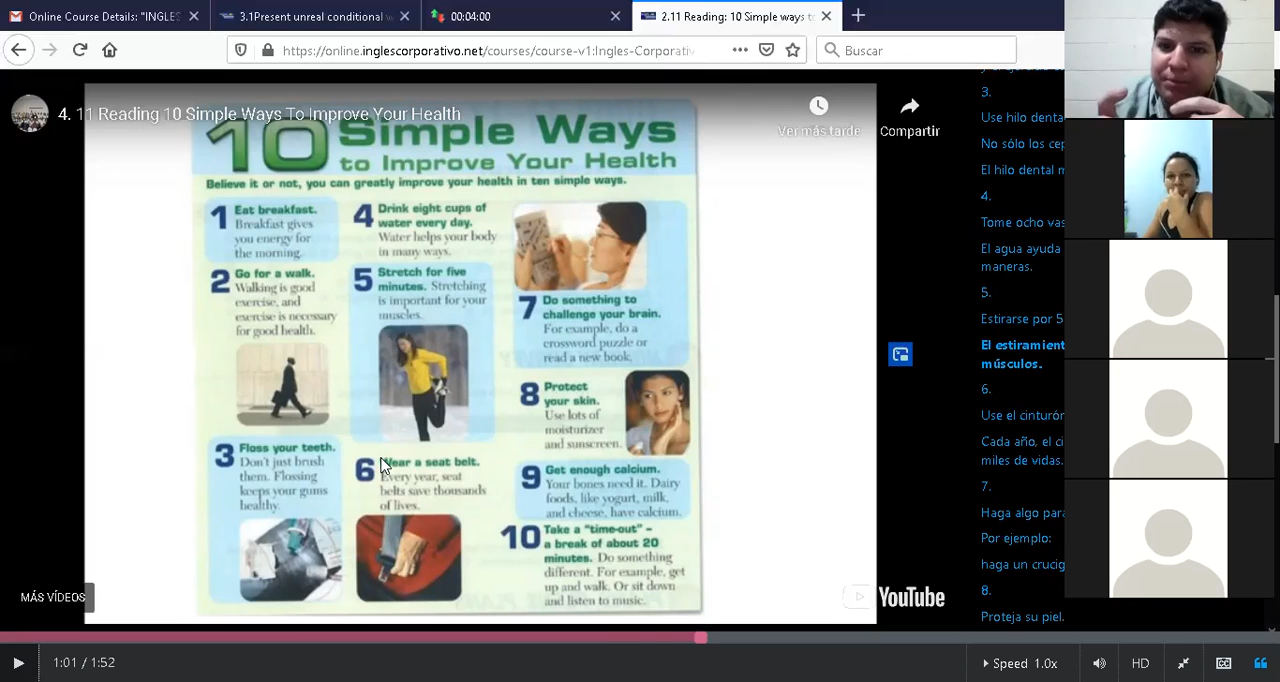 Online Course Details: "INGLES
3.1Present unreal conditional
00:04:00
2.11 Reading: 10 Simple ways to
https://online.inglescorporativo.net/courses/course-v1:Ingles-Corporativ
Buscar
4. 11 Reading 10 Simple Ways To Improve Your Health
Ver más tarde
Compartir
10 Simple Ways
to Improve Your Health
Believe it or not, you can greatly improve your health in ten simple ways.
1 Eat breakfast.
Breakfast gives
you energy for
the morning.
2 Go for a walk.
Walking is good
exercise, and
exercise is necessary
for good health.
3 Floss your teeth.
Don't just brush
them. Flossing
keeps your gums
healthy.
4 Drink eight cups of
water every day.
Water helps your body
in many ways.
5 Stretch for five
minutes. Stretching
is important for your
muscles.
6 Wear a seat belt.
Every year, seat
belts save thousands
of lives.
7 Do something to
challenge your brain.
For example, do a
crossword puzzle or
read a new book.
8 Protect
your skin.
Use lots of
moisturizer
and sunscreen.
9 Get enough calcium.
Your bones need it. Dairy
foods, like yogurt, milk,
and cheese, have calcium.
10 Take a "time-out" –
a break of about 20
minutes. Do something
different. For example, get
up and walk. Or sit down
and listen to music.
MÁS VÍDEOS
YouTube
3.
Use hilo denta
No sólo los cep
El hilo dental m
4.
Tome ocho vas
El agua ayuda
maneras.
5.
Estirarse por 5
El estiramient
músculos.
6.
Use el cinturón
Cada año, el ci
miles de vidas.
7.
Haga algo para
Por ejemplo:
haga un crucig
8.
Proteja su piel.
1:01 / 1:52
Speed 1.0x
HD